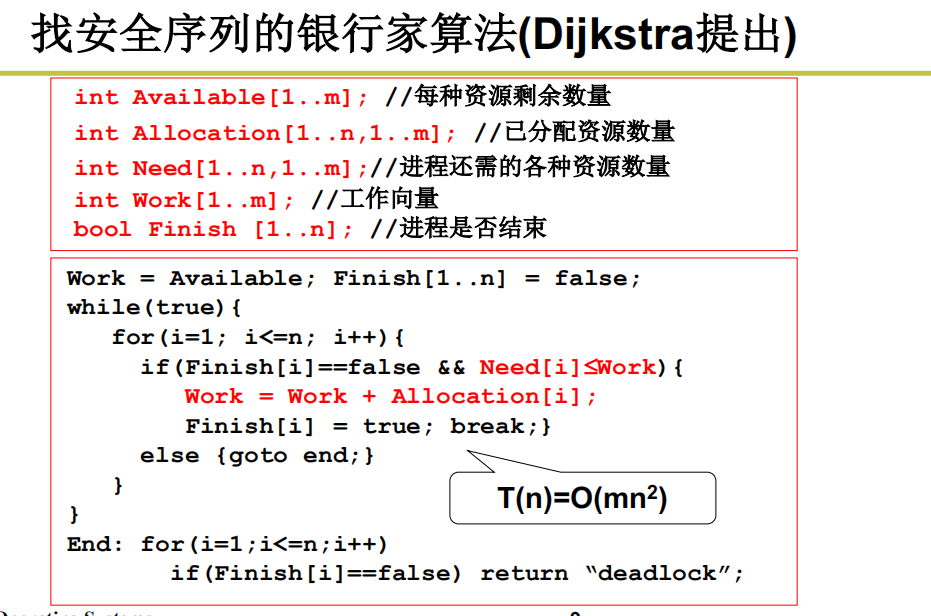 找安全序列的银行家算法(Dijkstra提出)
int Available[1..m]; //每种资源剩余数量
int Allocation[1..n,1..m]; //已分配资源数量
int Need[1..n,1..m];//进程还需的各种资源数量
int Work[1..m]; //工作向量
bool Finish [1..n]; //进程是否结束
Work = Available; Finish[1..n] = false;
while(true){
for(i=1; i<=n; i++){
if(Finish[i]==false && Need[i]≤Work){
Work = Work + Allocation[i];
Finish[i] = true; break;}
else {goto end;}
}
T(n)=O(mn²)
}
End: for(i=1;i<=n;i++)
if(Finish[i]==false) return “deadlock”;